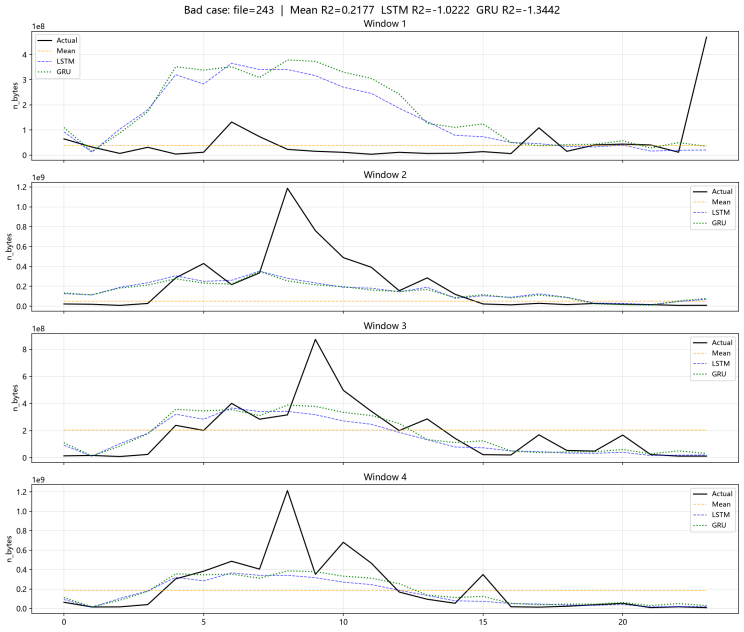 Bad case: file=243 | Mean R2=0.2177 LSTM R2=-1.0222 GRU R2=-1.3442
Window 1
1e8
n_bytes
4
3
2
1
0
Actual
Mean
LSTM
GRU
Window 2
1e9
n_bytes
1.2
1.0
0.8
0.6
0.4
0.2
0.0
Actual
Mean
LSTM
GRU
Window 3
1e8
n_bytes
8
6
4
2
0
Actual
Mean
LSTM
GRU
Window 4
1e9
n_bytes
1.2
1.0
0.8
0.6
0.4
0.2
0.0
Actual
Mean
LSTM
GRU
0 5 10 15 20